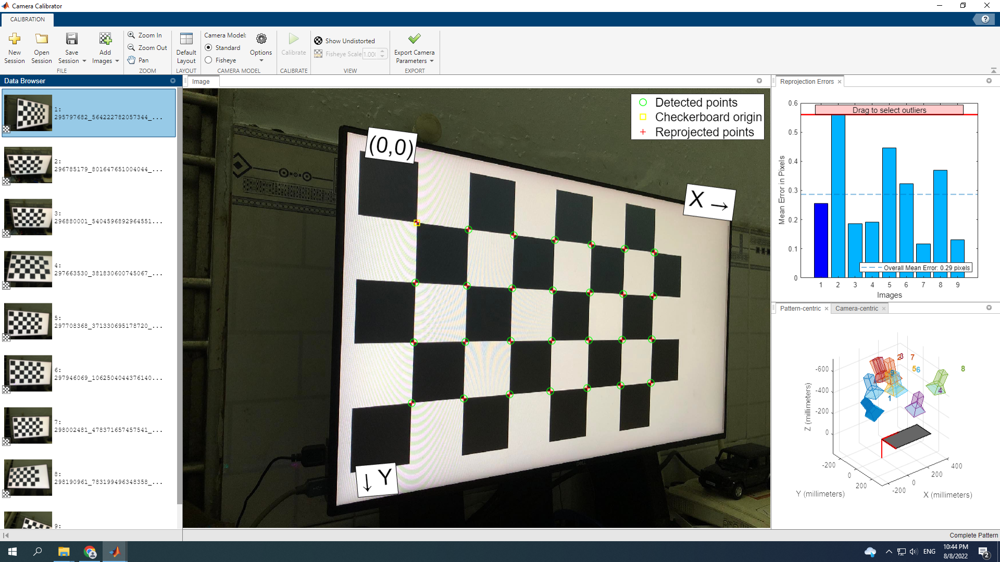 Camera Calibrator
CALIBRATION
New Session
Open Session
Save Session
Add Images
FILE
Zoom In
Zoom Out
Pan
ZOOM
Default Layout
LAYOUT
Camera Model:
Standard
Fisheye
Options
CAMERA MODEL
Calibrate
CALIBRATE
Show Undistorted
Fisheye Scale
VIEW
Export Camera Parameters
EXPORT
Data Browser
1:
295797682_564222782057344_...
2:
296785179_801647651004044_...
3:
296880001_5404596892964551...
4:
297663530_381830600745067_...
5:
297708368_371330695178720_...
6:
297946069_1062504044376140...
7:
298002481_478371657457541_...
8:
298190961_783199496348358_...
9:
Image
Detected points
Checkerboard origin
Reprojected points
(0,0)
X →
↓ Y
Reprojection Errors
Drag to select outliers
0.6
0.5
0.4
0.3
0.2
0.1
0
Mean Error in Pixels
Overall Mean Error: 0.29 pixels
1 2 3 4 5 6 7 8 9
Images
Pattern-centric
Camera-centric
-600
-400
-200
0
Z (millimeters)
2 3 7
5 6 8
9 4
1
-200 0 200
Y (millimeters)
-200 0 200 400
X (millimeters)
Complete Pattern
ENG
10:44 PM
8/8/2022
2